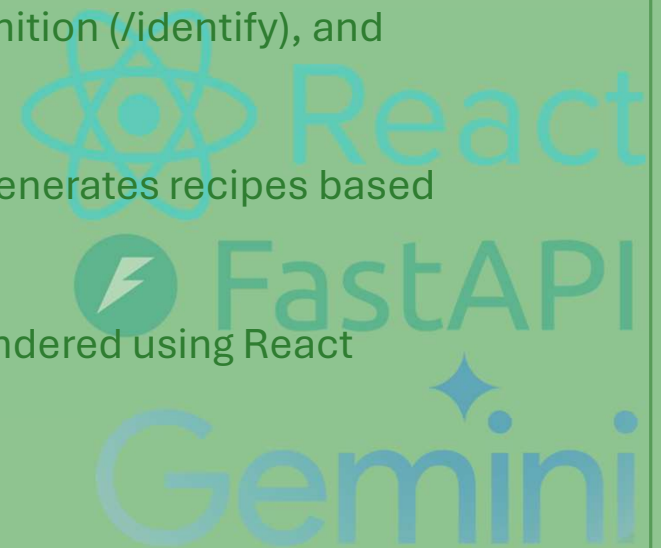 nition (/identify), and
React
enerates recipes based
FastAPI
ndered using React
Gemini